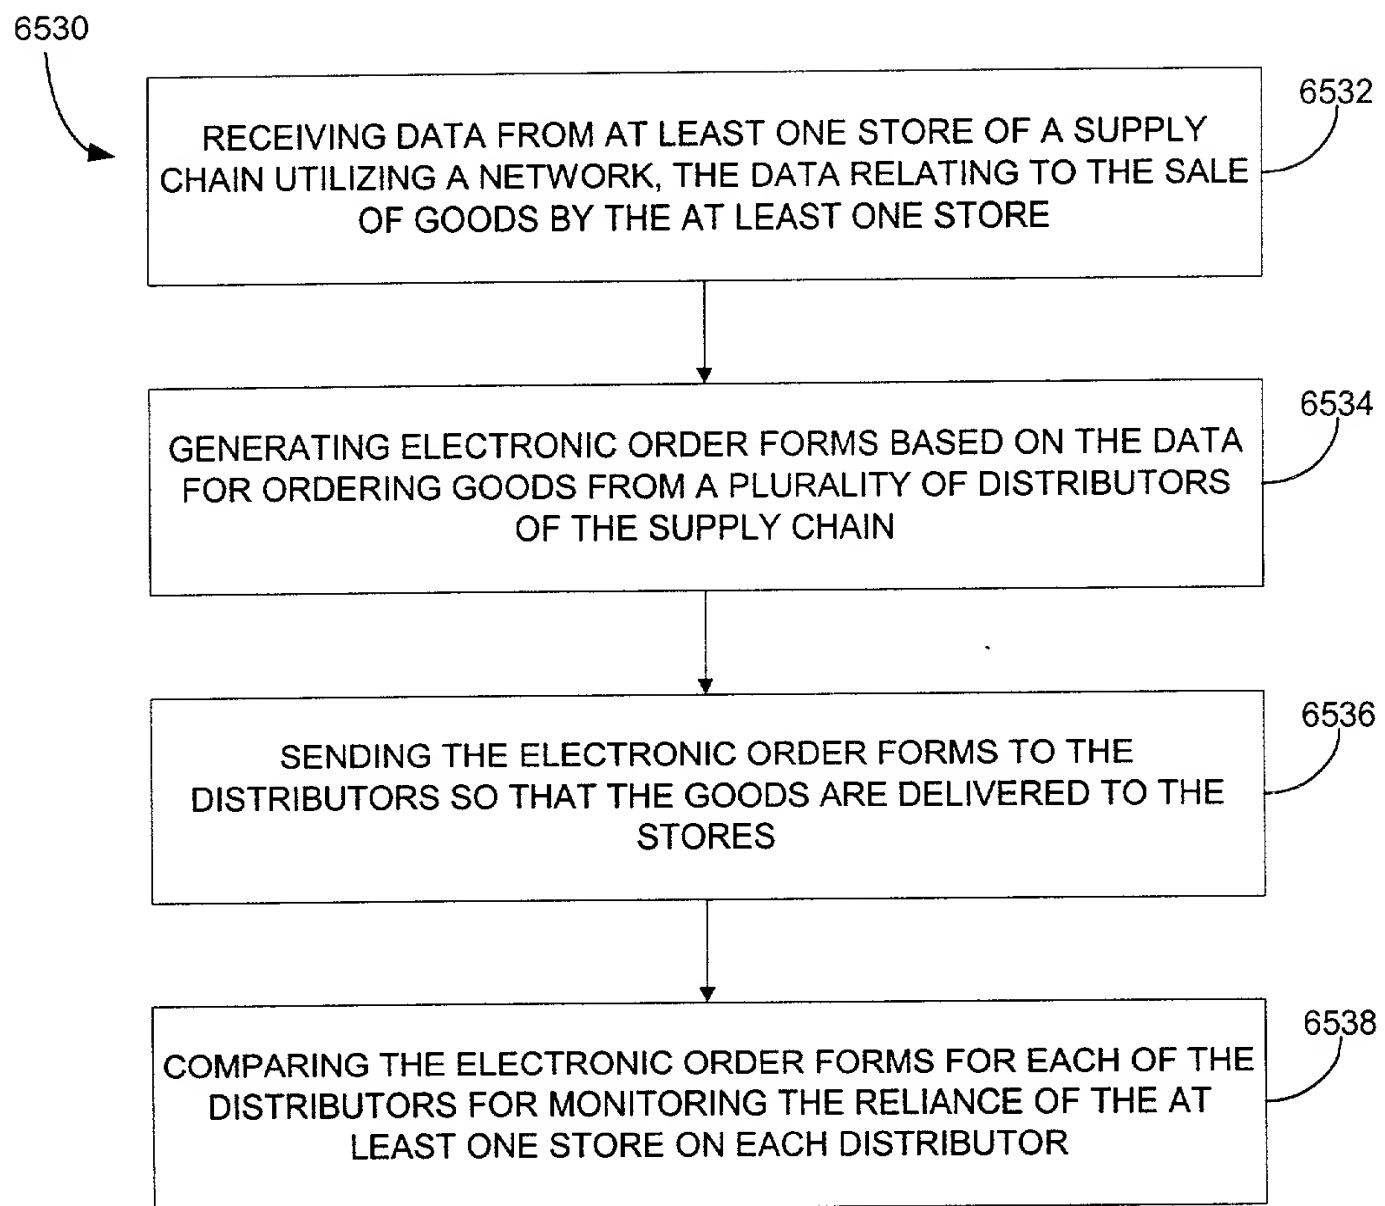 6530
6532
RECEIVING DATA FROM AT LEAST ONE STORE OF A SUPPLY
CHAIN UTILIZING A NETWORK, THE DATA RELATING TO THE SALE
OF GOODS BY THE AT LEAST ONE STORE
6534
GENERATING ELECTRONIC ORDER FORMS BASED ON THE DATA
FOR ORDERING GOODS FROM A PLURALITY OF DISTRIBUTORS
OF THE SUPPLY CHAIN
6536
SENDING THE ELECTRONIC ORDER FORMS TO THE
DISTRIBUTORS SO THAT THE GOODS ARE DELIVERED TO THE
STORES
6538
COMPARING THE ELECTRONIC ORDER FORMS FOR EACH OF THE
DISTRIBUTORS FOR MONITORING THE RELIANCE OF THE AT
LEAST ONE STORE ON EACH DISTRIBUTOR